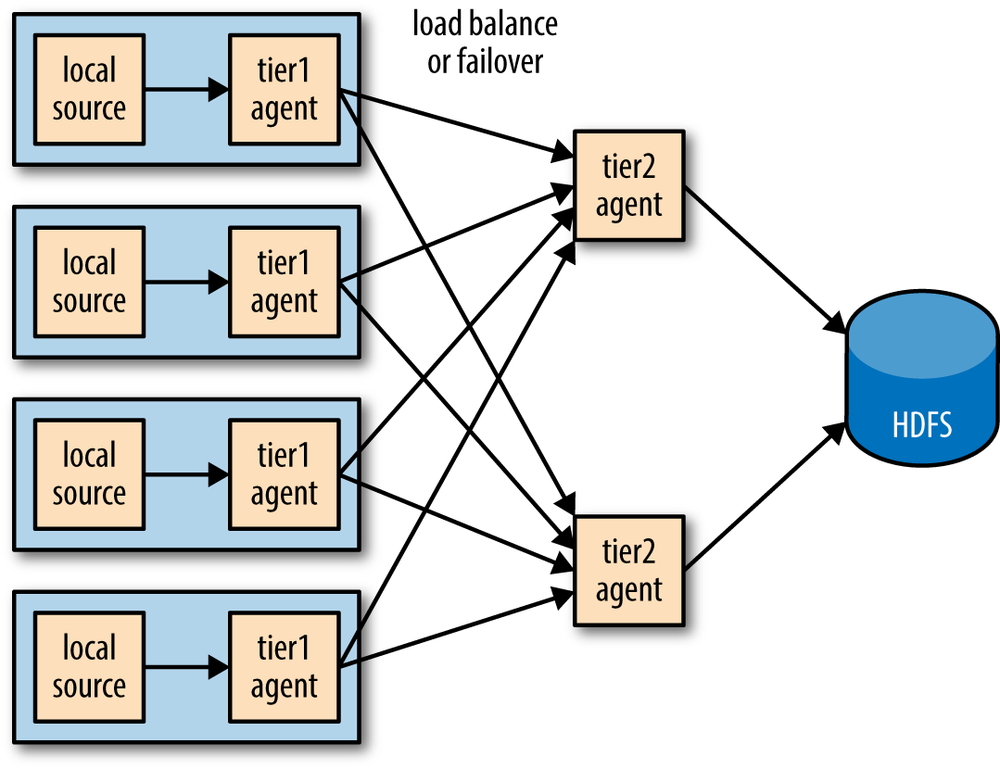 load balance
or failover
local
source
tier1
agent
local
source
tier1
agent
local
source
tier1
agent
local
source
tier1
agent
tier2
agent
tier2
agent
HDFS